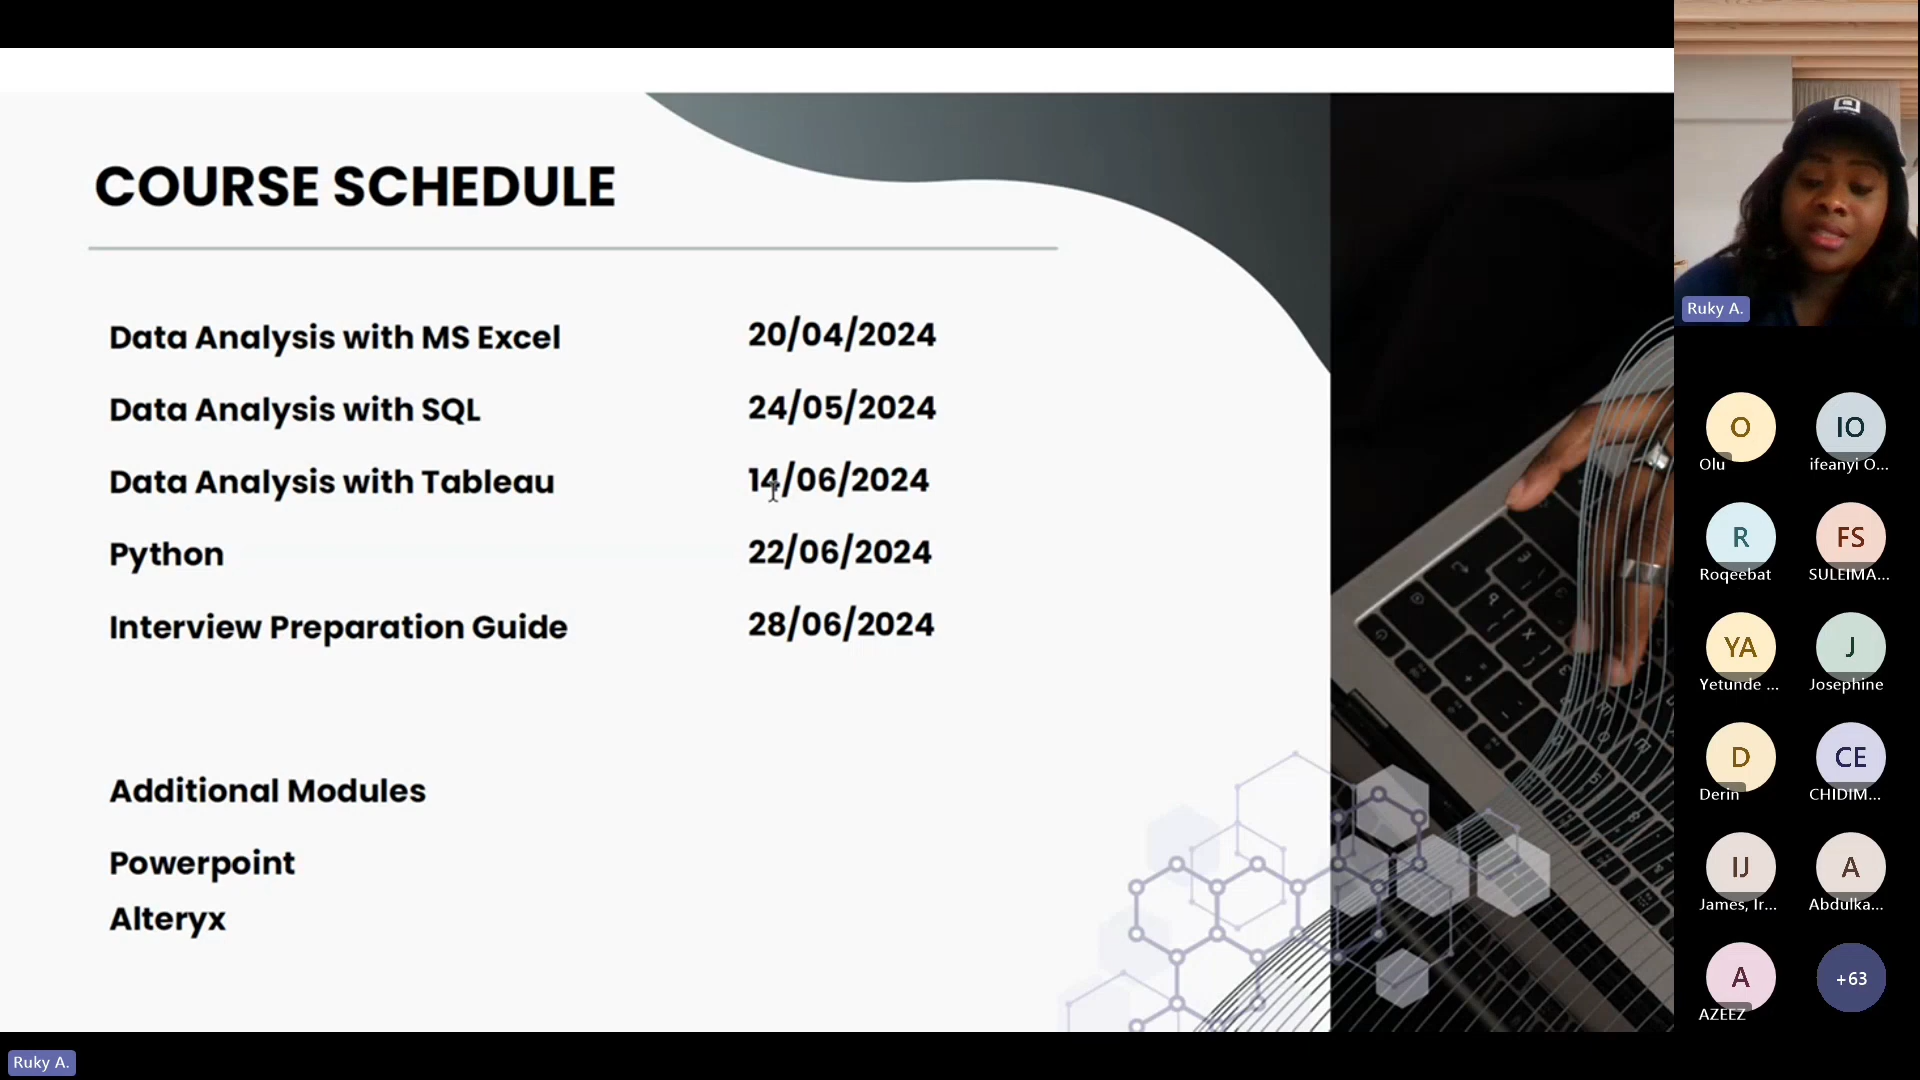 COURSE SCHEDULE
Data Analysis with MS Excel 20/04/2024
Data Analysis with SQL 24/05/2024
Data Analysis with Tableau 14/06/2024
Python 22/06/2024
Interview Preparation Guide 28/06/2024
Additional Modules
Powerpoint
Alteryx
Ruky A.
O IO
Olu ifeanyi O...
R FS
Roqeebat SULEIMA...
YA J
Yetunde ... Josephine
D CE
Derin CHIDIM...
IJ A
James, Ir... Abdulka...
A +63
AZEEZ
Ruky A.